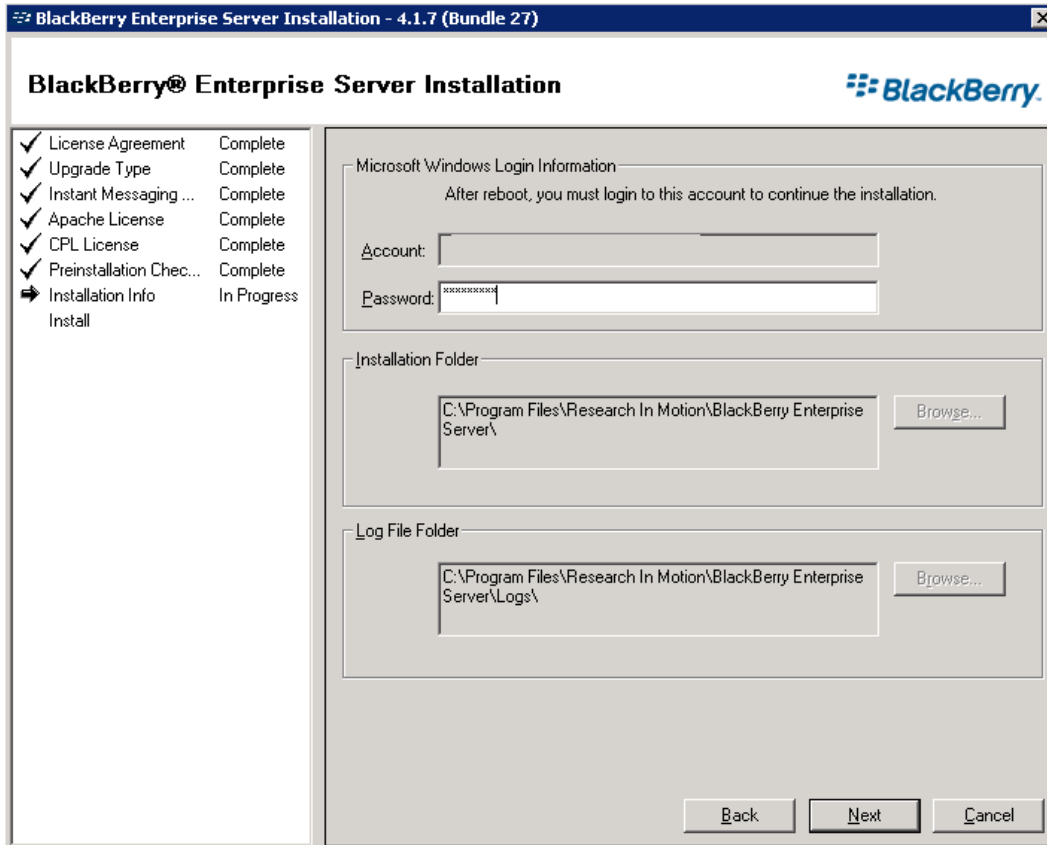 BlackBerry Enterprise Server Installation - 4.1.7 (Bundle 27)
BlackBerry® Enterprise Server Installation
BlackBerry.
License Agreement Complete
Upgrade Type Complete
Instant Messaging ... Complete
Apache License Complete
CPL License Complete
Preinstallation Chec... Complete
Installation Info In Progress
Install
Microsoft Windows Login Information
After reboot, you must login to this account to continue the installation.
Account:
Password: *********
Installation Folder
C:\Program Files\Research In Motion\BlackBerry Enterprise
Server\
Browse...
Log File Folder
C:\Program Files\Research In Motion\BlackBerry Enterprise
Server\Logs\
Browse...
Back Next Cancel